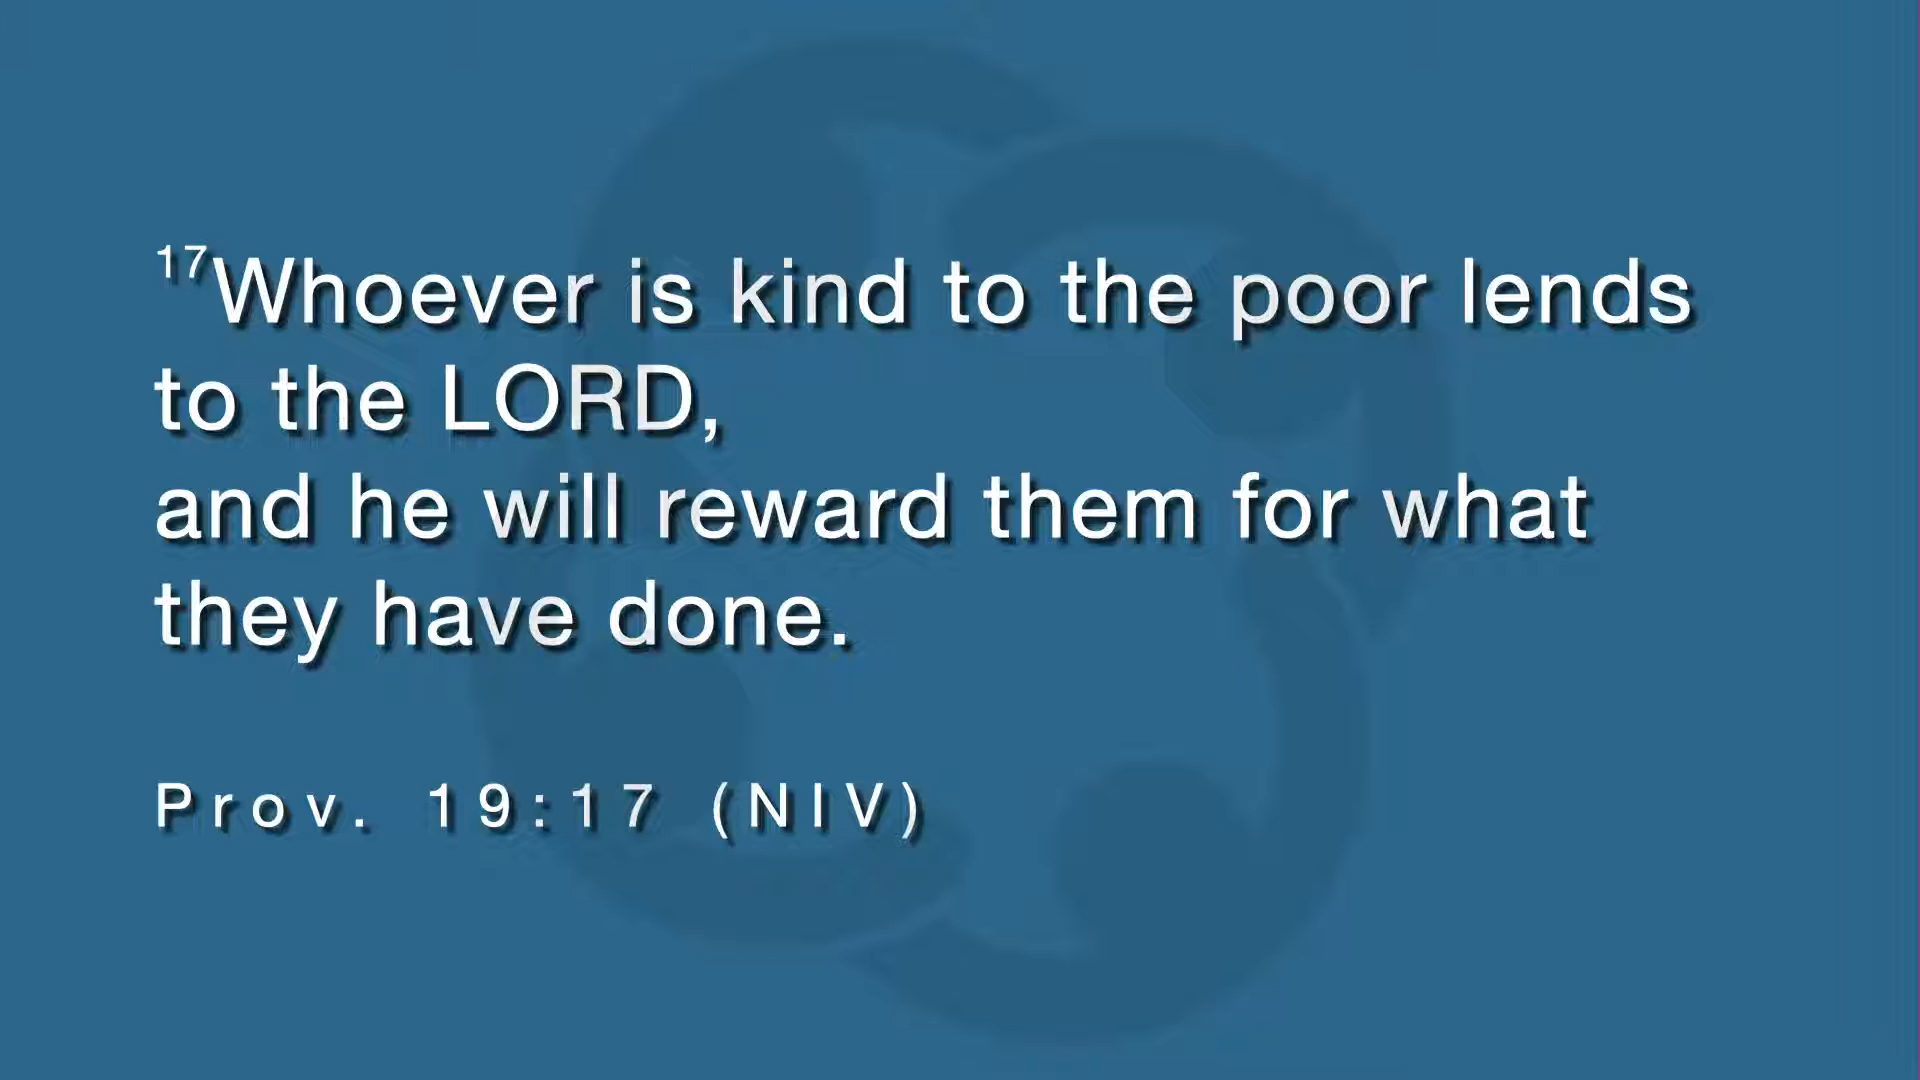 17Whoever is kind to the poor lends
to the LORD,
and he will reward them for what
they have done.
Prov. 19:17 (NIV)